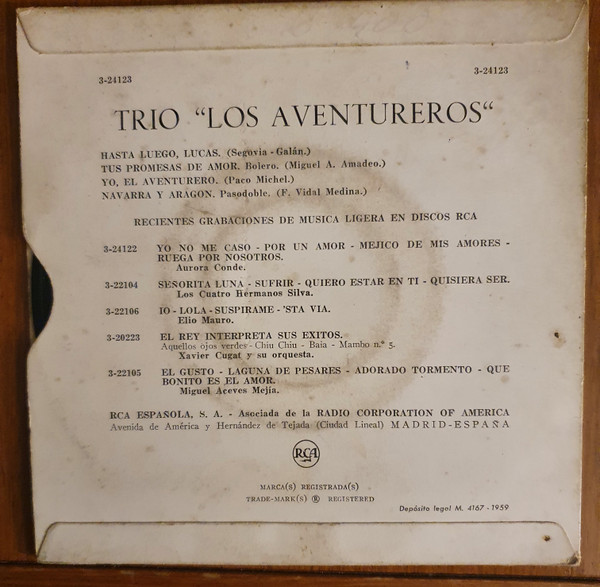 3-24123 3-24123
TRIO "LOS AVENTUREROS"
HASTA LUEGO, LUCAS. (Segovia - Galán.)
TUS PROMESAS DE AMOR. Bolero. (Miguel A. Amadeo.)
YO, EL AVENTURERO. (Paco Michel.)
NAVARRA Y ARAGON. Pasodoble. (F. Vidal Medina.)
RECIENTES GRABACIONES DE MUSICA LIGERA EN DISCOS RCA
3-24122 YO NO ME CASO - POR UN AMOR - MEJICO DE MIS AMORES -
RUEGA POR NOSOTROS.
Aurora Conde.
3-22104 SEÑORITA LUNA - SUFRIR - QUIERO ESTAR EN TI - QUISIERA SER.
Los Cuatro Hermanos Silva.
3-22106 IO - LOLA - SUSPIRAME - 'STA VIA.
Elio Mauro.
3-20223 EL REY INTERPRETA SUS EXITOS.
Aquellos ojos verdes - Chiu Chiu - Baia - Mambo n.º 5.
Xavier Cugat y su orquesta.
3-22105 EL GUSTO - LAGUNA DE PESARES - ADORADO TORMENTO - QUE
BONITO ES EL AMOR.
Miguel Aceves Mejía.
RCA ESPAÑOLA, S. A. - Asociada de la RADIO CORPORATION OF AMERICA
Avenida de América y Hernández de Tejada (Ciudad Lineal) MADRID-ESPAÑA
RCA
MARCA(S) REGISTRADA(S)
TRADE-MARK(S) ® REGISTERED
Depósito legal M. 4167 - 1959